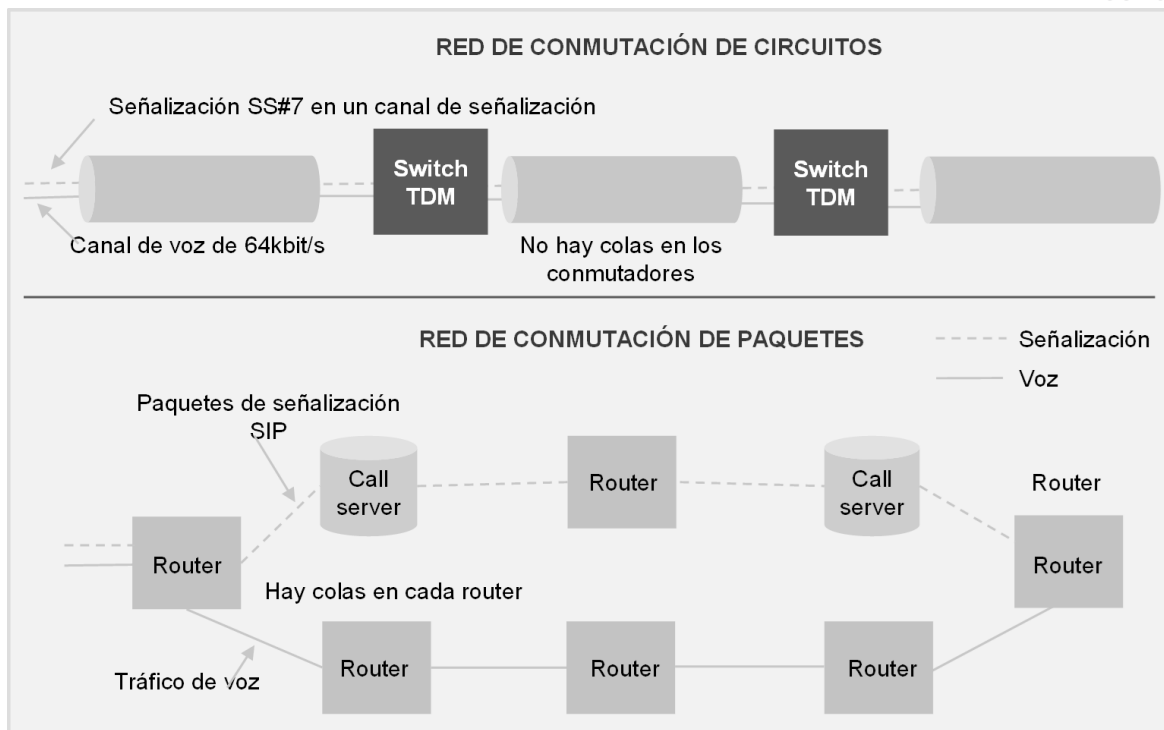 RED DE CONMUTACIÓN DE CIRCUITOS
Señalización SS#7 en un canal de señalización
Switch
TDM
Switch
TDM
Canal de voz de 64kbit/s
No hay colas en los
conmutadores
RED DE CONMUTACIÓN DE PAQUETES
Señalización
Voz
Paquetes de señalización
SIP
Call
server
Router
Call
server
Router
Router
Router
Hay colas en cada router
Router
Router
Router
Tráfico de voz